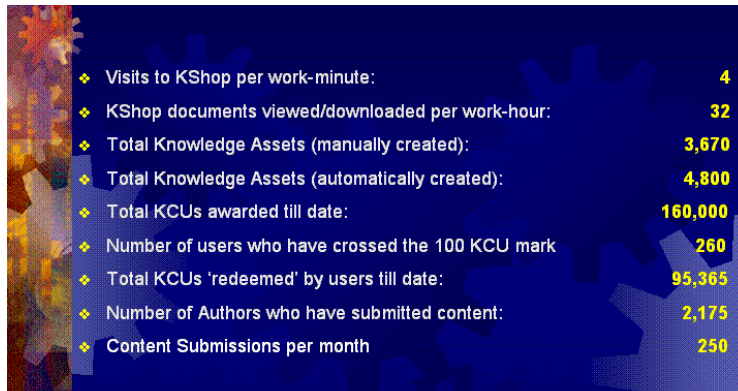 ❖ Visits to KShop per work-minute: 4
❖ KShop documents viewed/downloaded per work-hour: 32
❖ Total Knowledge Assets (manually created): 3,670
❖ Total Knowledge Assets (automatically created): 4,800
❖ Total KCUs awarded till date: 160,000
❖ Number of users who have crossed the 100 KCU mark 260
❖ Total KCUs ‘redeemed’ by users till date: 95,365
❖ Number of Authors who have submitted content: 2,175
❖ Content Submissions per month 250